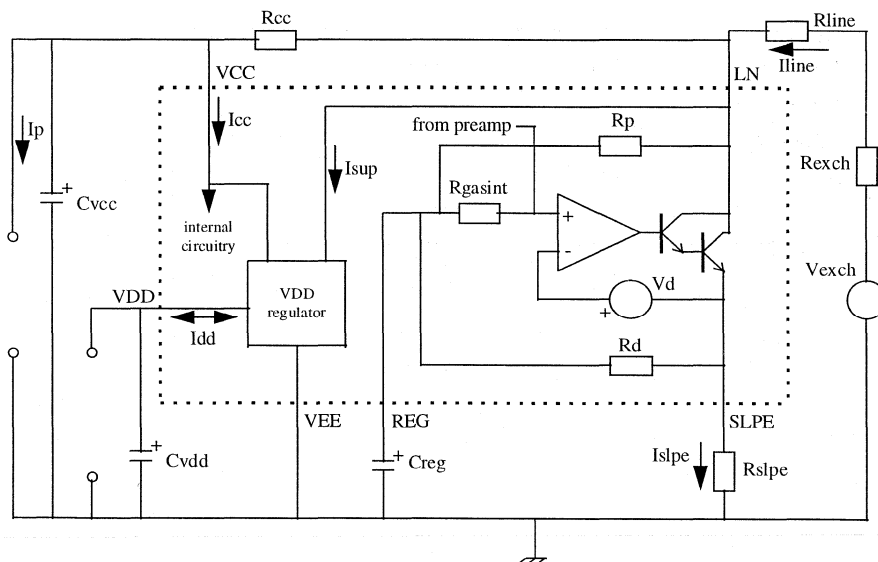 Rcc
Rline
VCC
LN
Iline
Ip
Icc
from preamp
Rp
Isup
Rexch
Cvcc
+
Rgasint
internal
circuitry
+
-
Vexch
VDD
VDD
regulator
Vd
+
Idd
Rd
VEE
REG
SLPE
+
Cvdd
+
Creg
Islpe
Rslpe